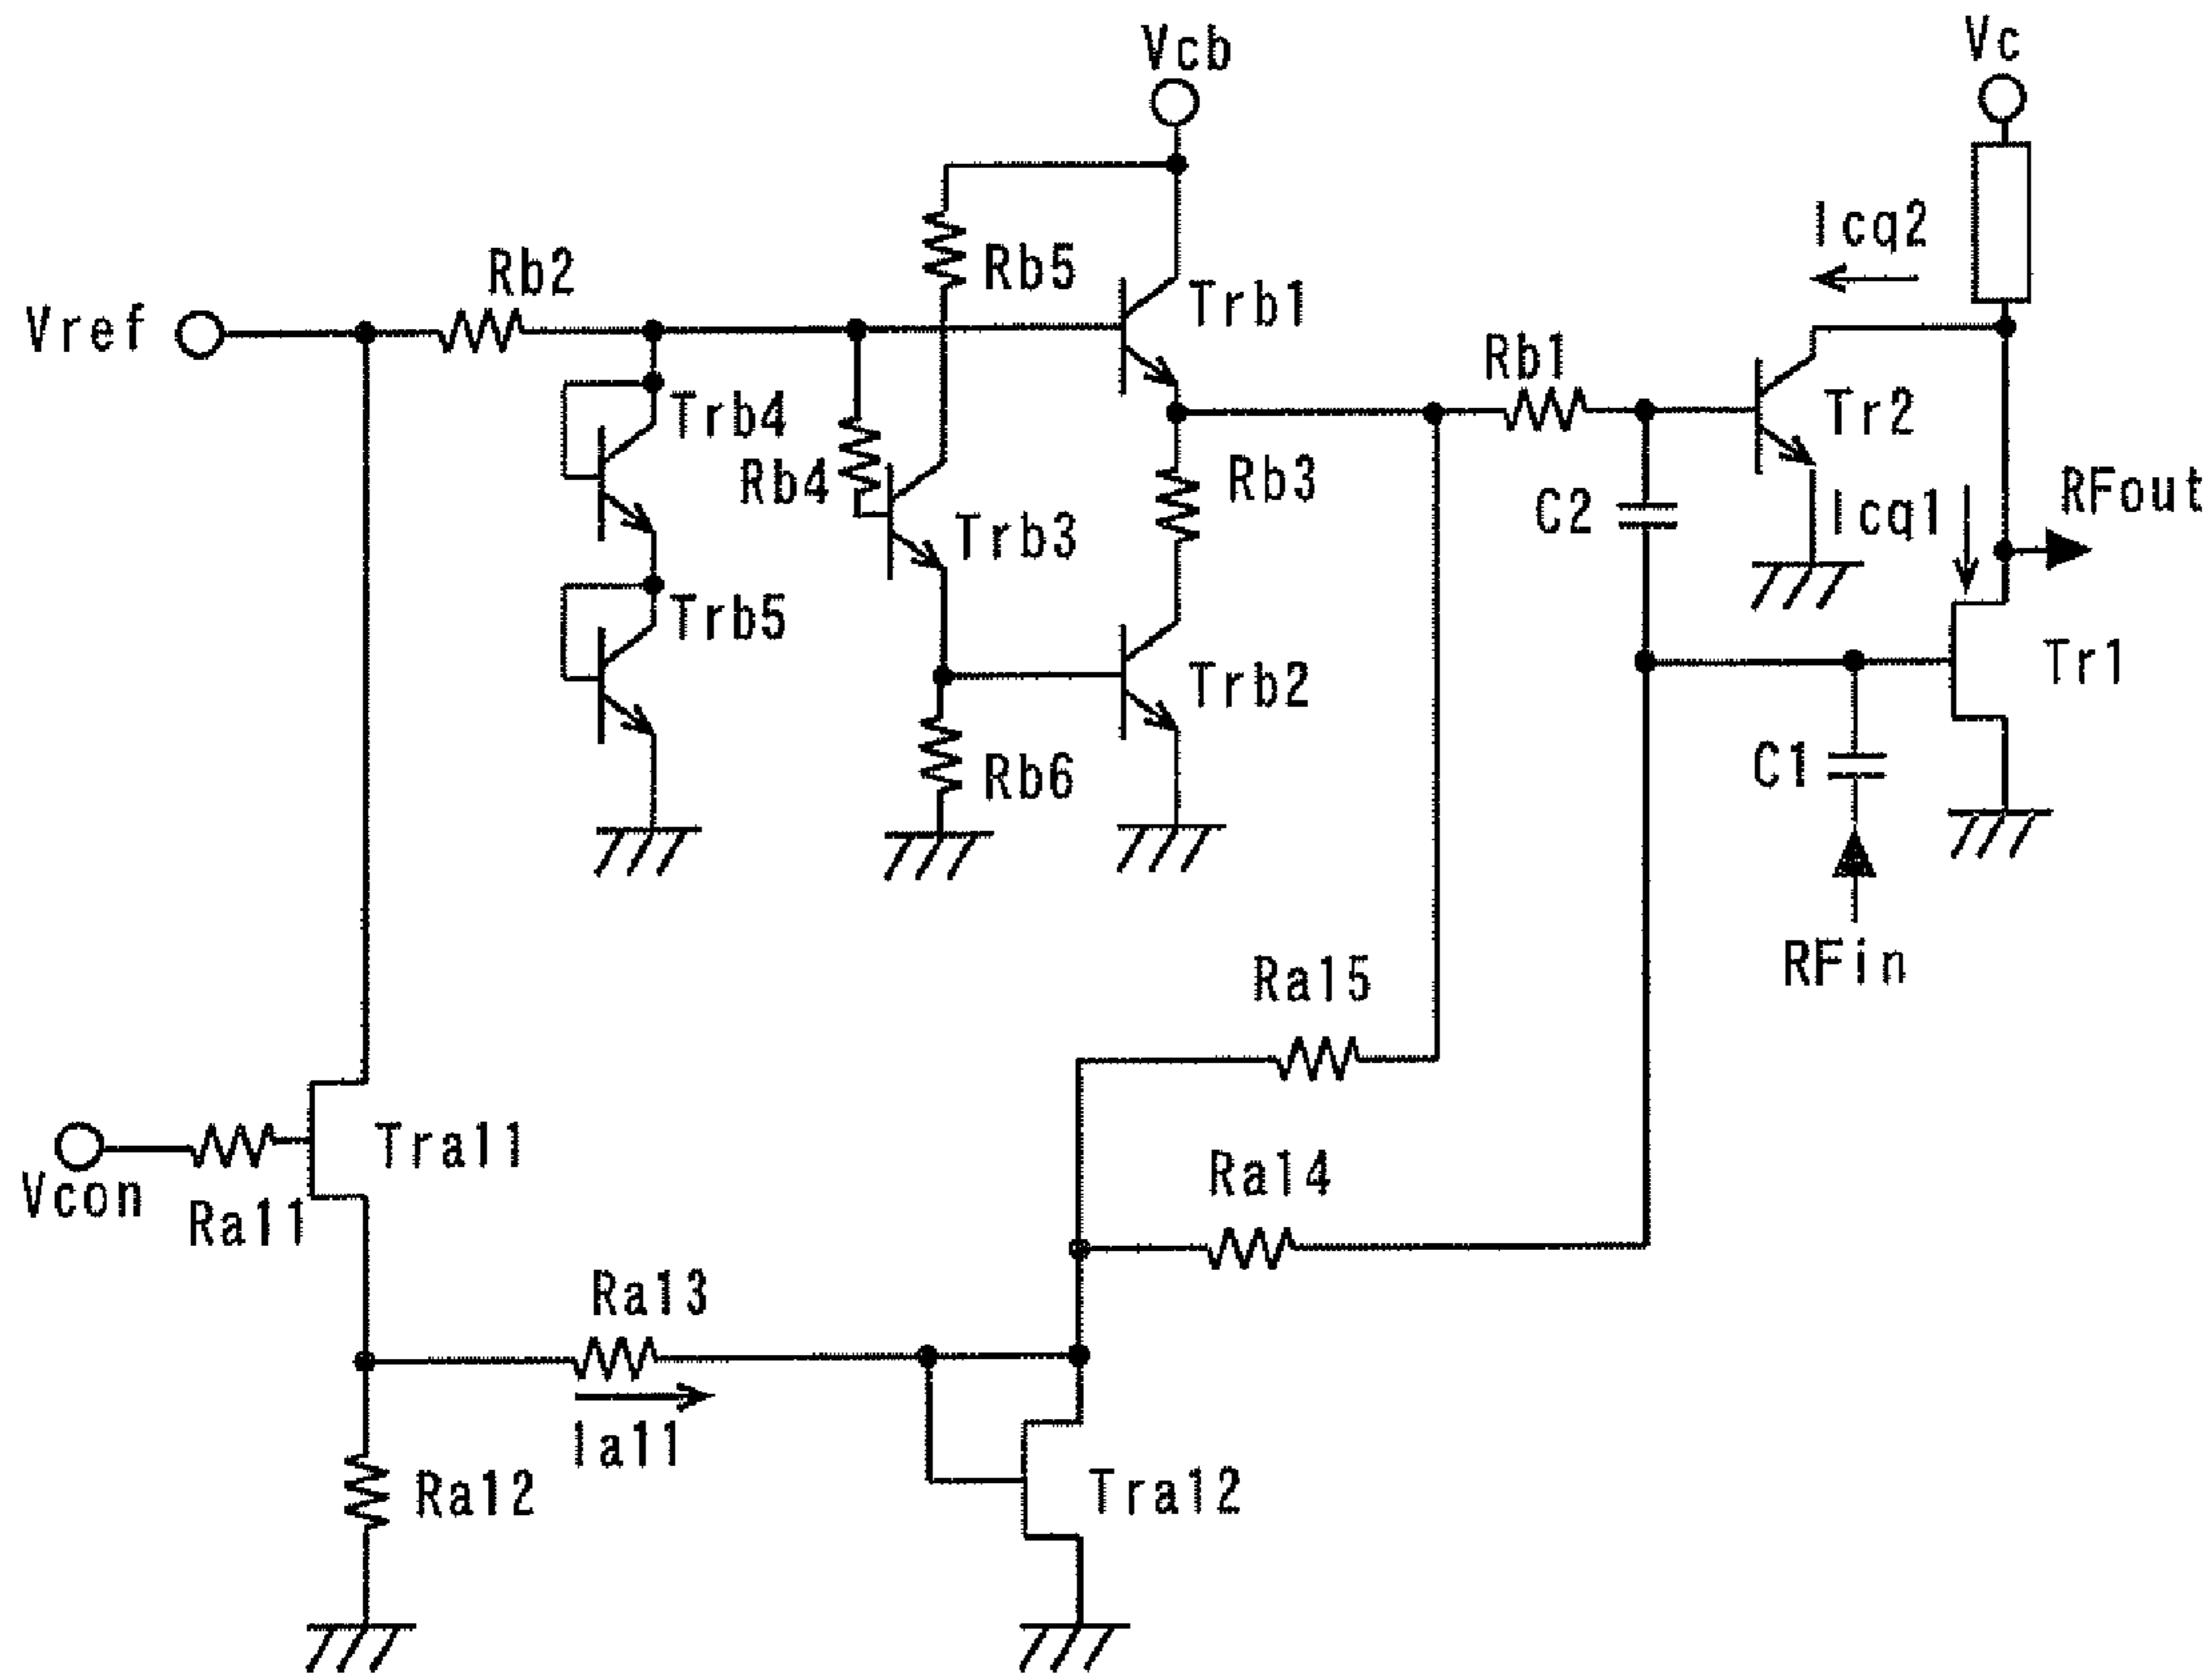 Vcb
Vc
Icq2
Rb2
Rb5
Trb1
Vref
Rb1
Trb4
Tr2
Rb4
Rb3
RFout
C2
Icq1
Trb3
Trb5
Trb2
Tr1
Rb6
C1
RFin
Ra15
Tra11
Vcon
Ra11
Ra14
Ra13
Ia11
Ra12
Tra12